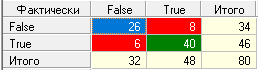 Фактически False True Итого
False 26 8 34
True 6 40 46
Итого 32 48 80